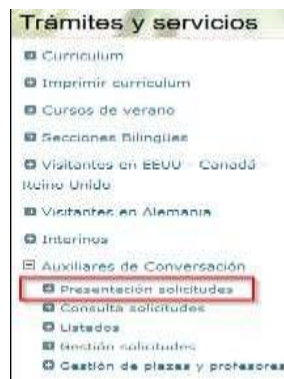 Trámites y servicios
Curriculum
Imprimir curriculum
Cursos de verano
Secciones Bilingües
Visitantes en EEUU - Canadá -
Reino Unido
Visitantes en Alemania
Interinos
Auxiliares de Conversación
Presentación solicitudes
Consulta solicitudes
Listados
Gestión solicitudes
Gestión de plazas y profesores